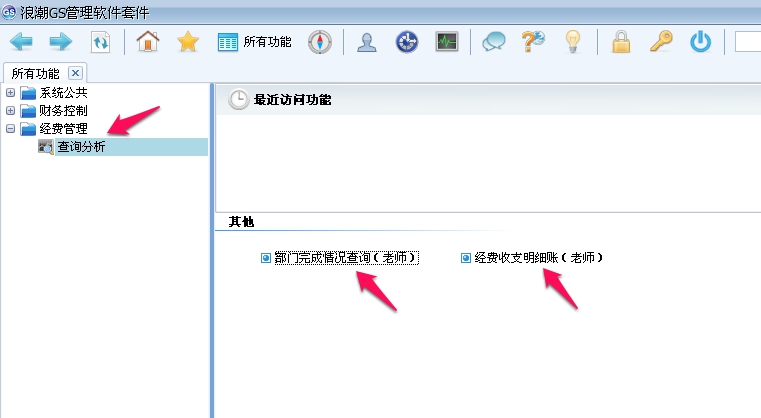 GS 浪潮GS管理软件套件
所有功能
所有功能
系统公共
财务控制
经费管理
查询分析
最近访问功能
其他
部门完成情况查询(老师) 经费收支明细账(老师)